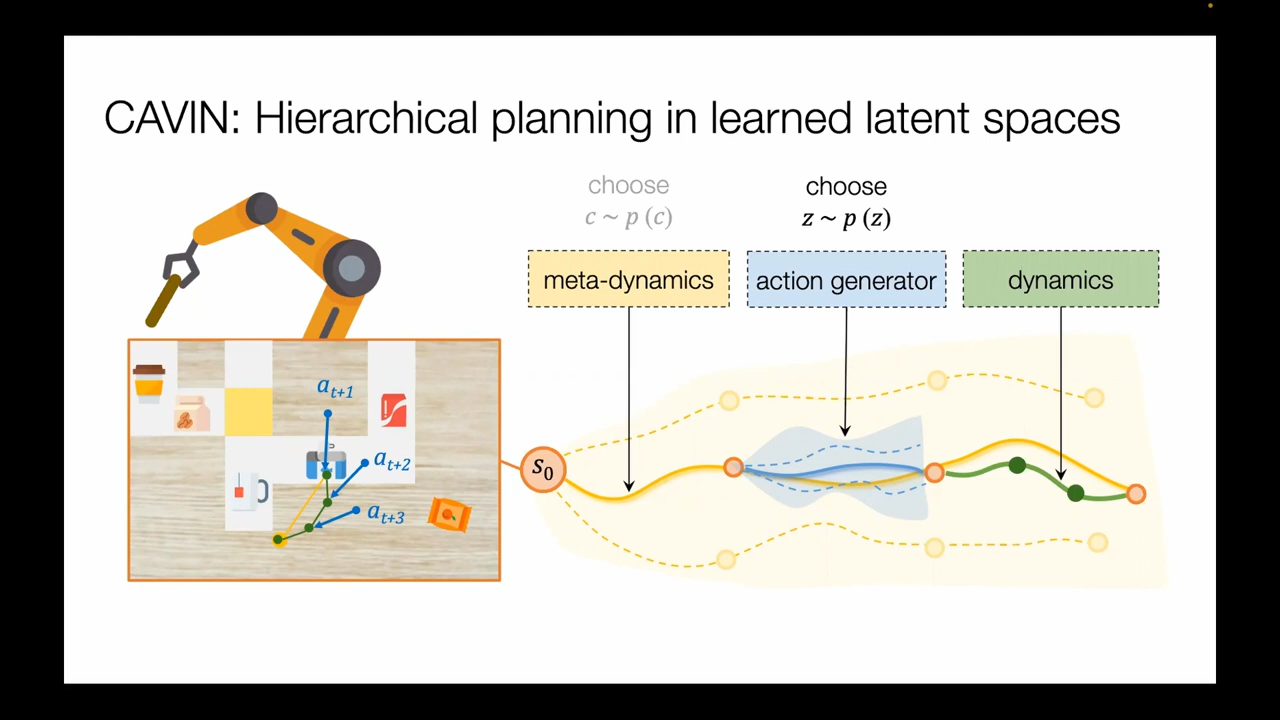 CAVIN: Hierarchical planning in learned latent spaces
choose
c ~ p (c)
choose
z ~ p (z)
meta-dynamics
action generator
dynamics
a_{t+1}
a_{t+2}
a_{t+3}
s_0